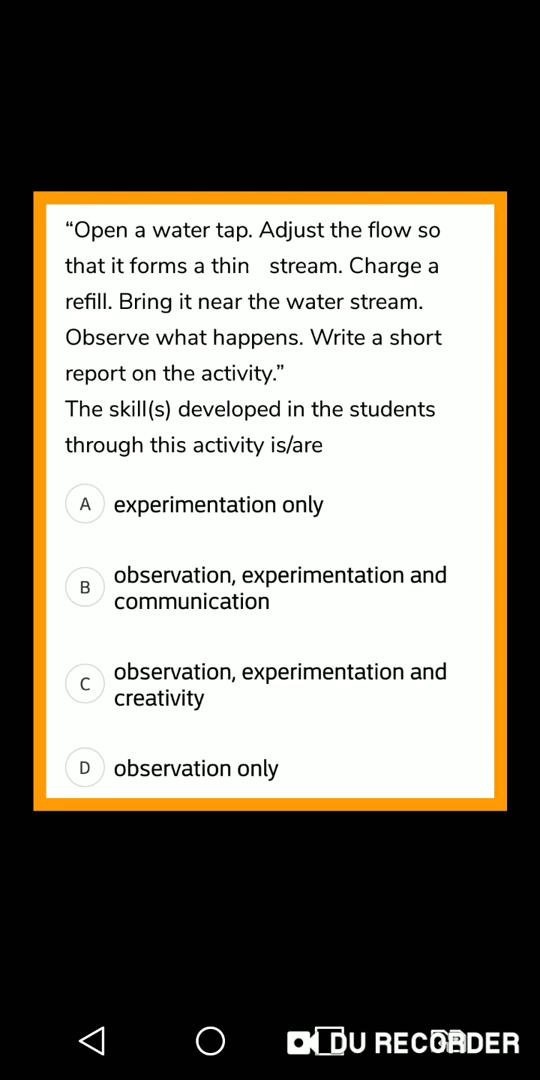 “Open a water tap. Adjust the flow so
that it forms a thin stream. Charge a
refill. Bring it near the water stream.
Observe what happens. Write a short
report on the activity.”
The skill(s) developed in the students
through this activity is/are
A experimentation only
B observation, experimentation and
communication
C observation, experimentation and
creativity
D observation only
DU RECORDER